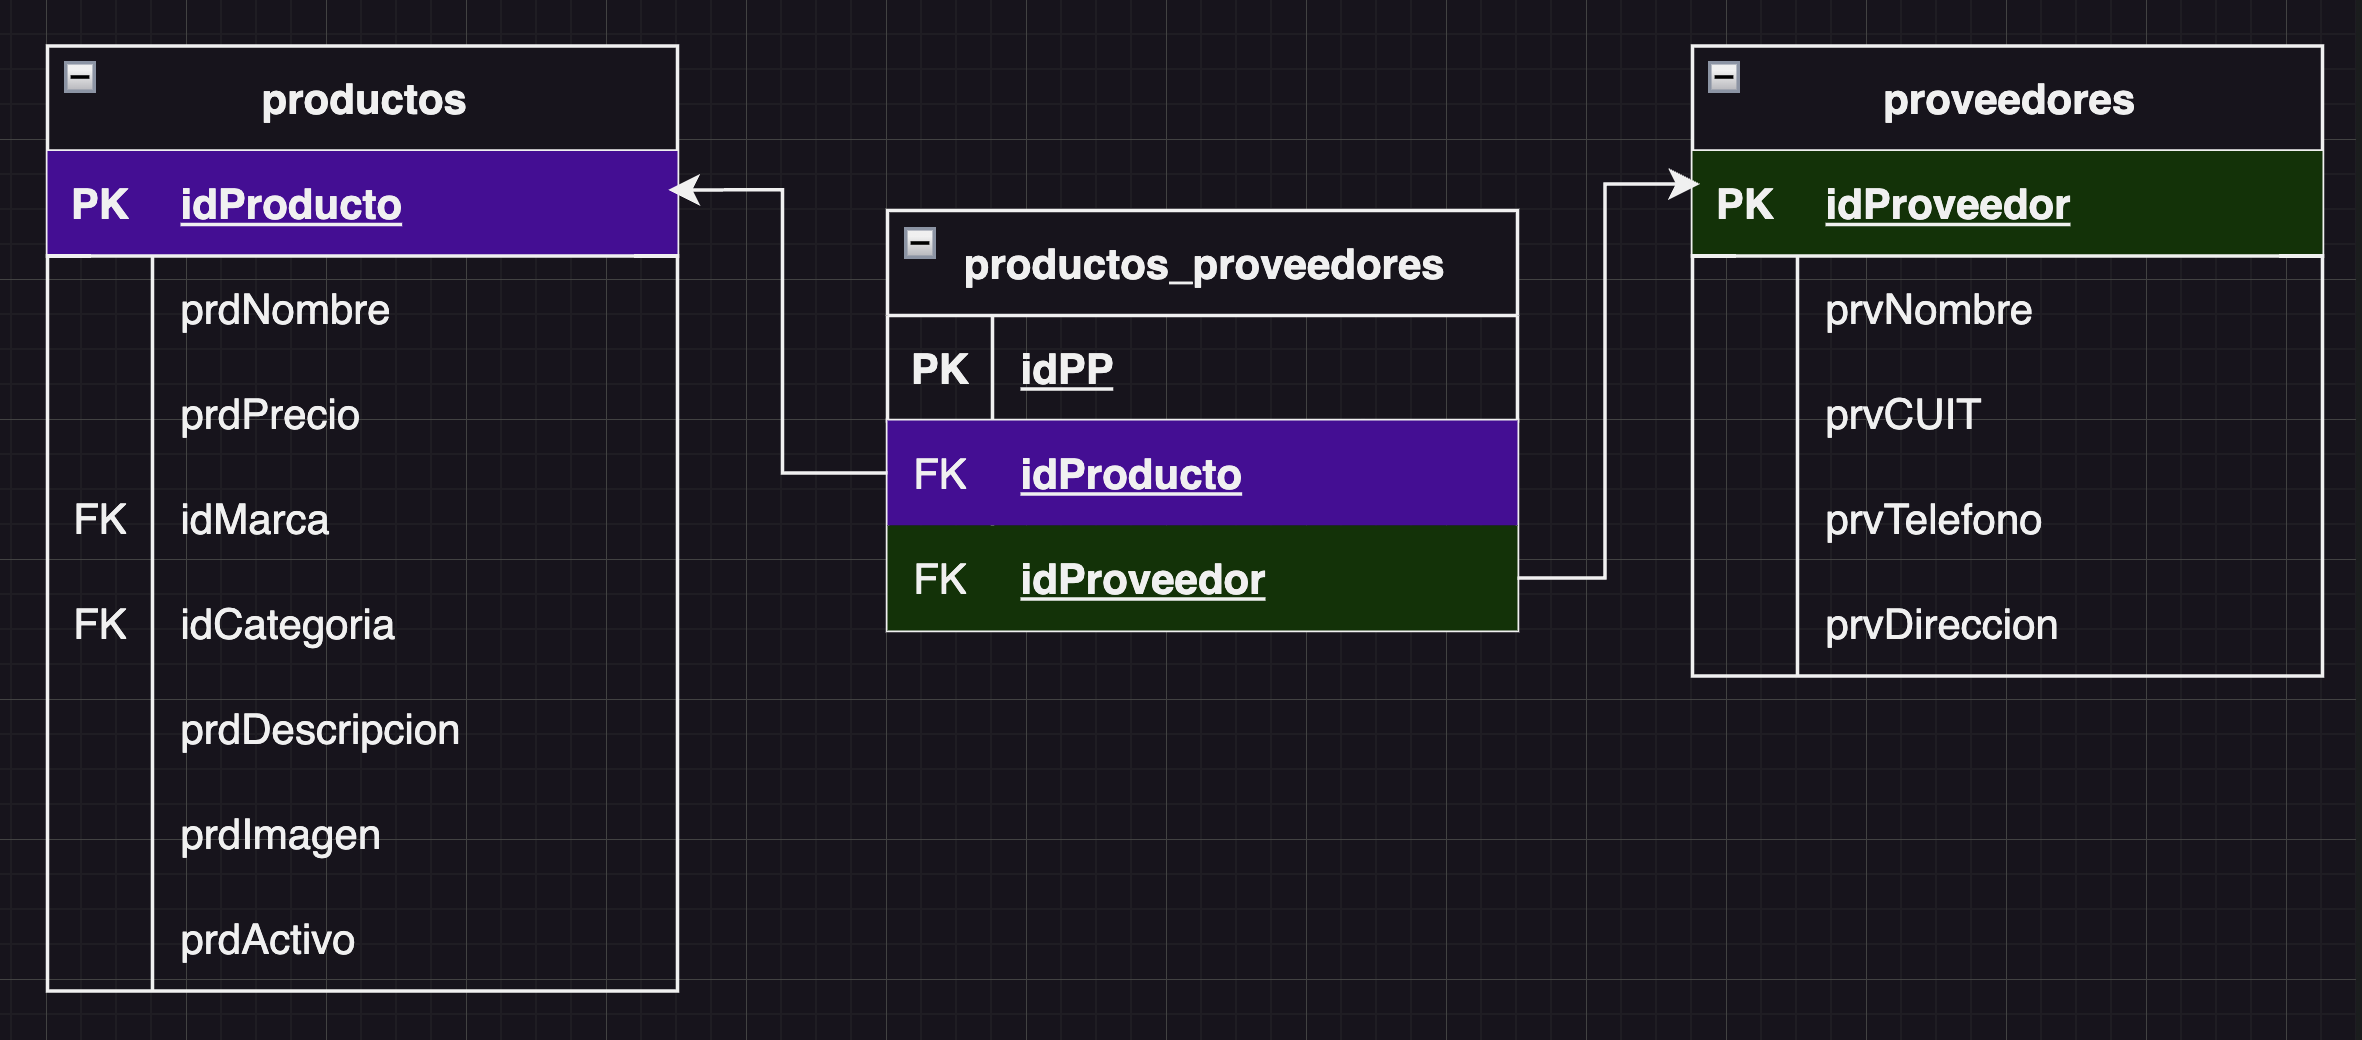 productos
PK idProducto
prdNombre
prdPrecio
FK idMarca
FK idCategoria
prdDescripcion
prdImagen
prdActivo
productos_proveedores
PK idPP
FK idProducto
FK idProveedor
proveedores
PK idProveedor
prvNombre
prvCUIT
prvTelefono
prvDireccion